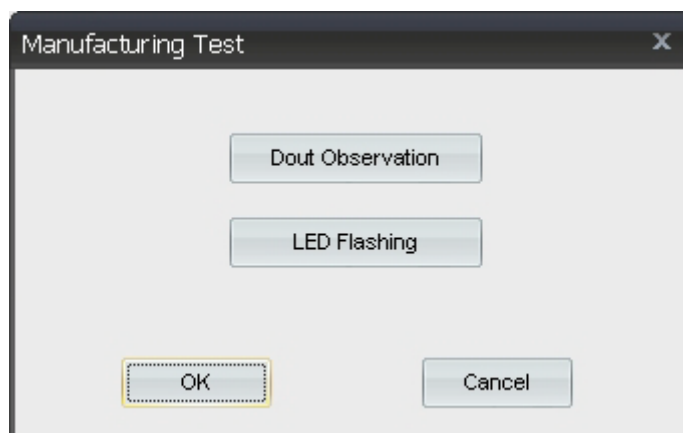 Manufacturing Test
Dout Observation
LED Flashing
OK
Cancel